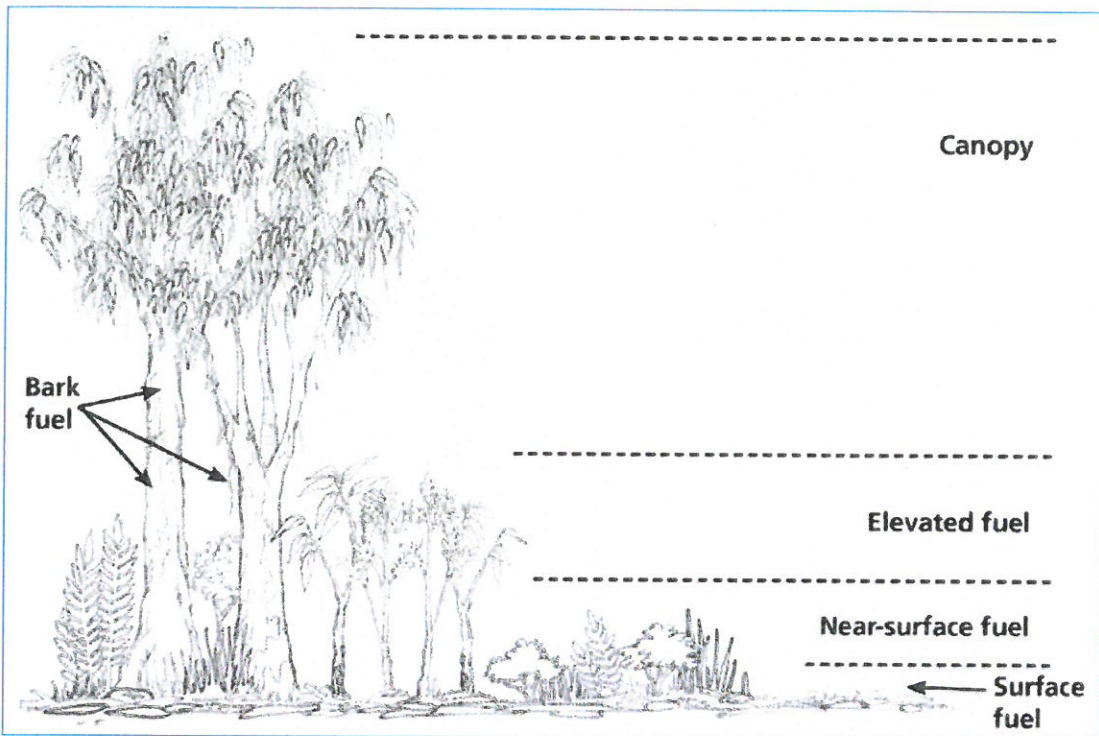 Canopy
Bark
fuel
Elevated fuel
Near-surface fuel
Surface
fuel